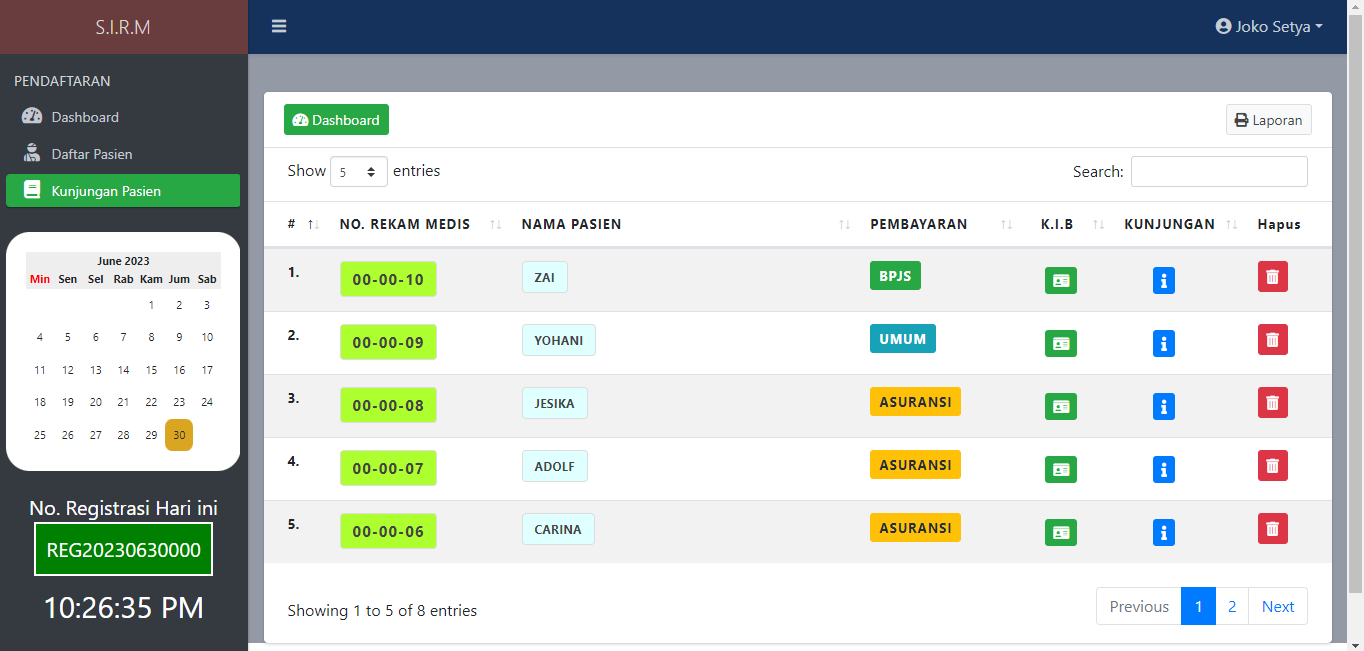 S.I.R.M
Joko Setya
PENDAFTARAN
Dashboard
Daftar Pasien
Kunjungan Pasien
June 2023
Min Sen Sel Rab Kam Jum Sab
1 2 3
4 5 6 7 8 9 10
11 12 13 14 15 16 17
18 19 20 21 22 23 24
25 26 27 28 29 30
No. Registrasi Hari ini
REG20230630000
10:26:35 PM
Dashboard
Laporan
Show 5 entries
Search:
# NO. REKAM MEDIS NAMA PASIEN PEMBAYARAN K.I.B KUNJUNGAN Hapus
1. 00-00-10 ZAI BPJS
2. 00-00-09 YOHANI UMUM
3. 00-00-08 JESIKA ASURANSI
4. 00-00-07 ADOLF ASURANSI
5. 00-00-06 CARINA ASURANSI
Showing 1 to 5 of 8 entries
Previous 1 2 Next